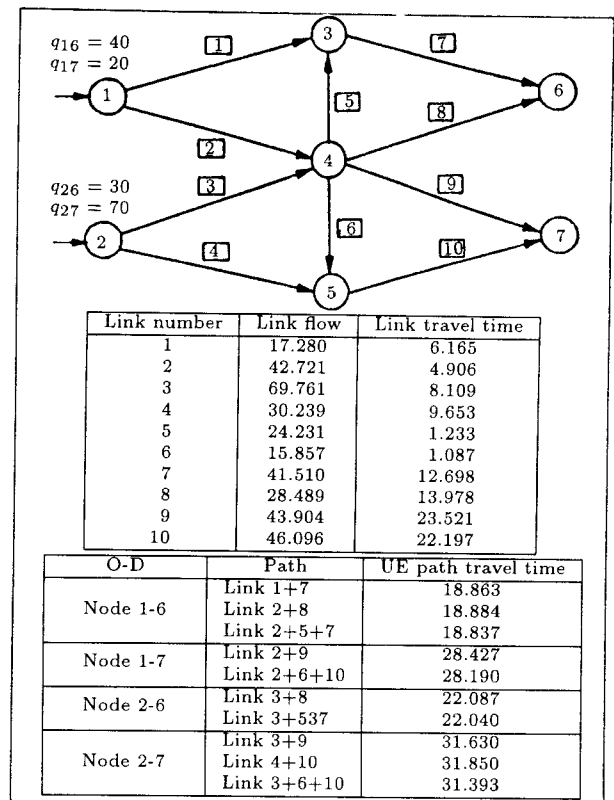 q16 = 40
q17 = 20
1
2
3
4
5
6
7
1
2
3
4
5
6
7
8
9
10
q26 = 30
q27 = 70
Link number Link flow Link travel time
1 17.280 6.165
2 42.721 4.906
3 69.761 8.109
4 30.239 9.653
5 24.231 1.233
6 15.857 1.087
7 41.510 12.698
8 28.489 13.978
9 43.904 23.521
10 46.096 22.197
O-D Path UE path travel time
Node 1-6 Link 1+7 18.863
Link 2+8 18.884
Link 2+5+7 18.837
Node 1-7 Link 2+9 28.427
Link 2+6+10 28.190
Node 2-6 Link 3+8 22.087
Link 3+537 22.040
Node 2-7 Link 3+9 31.630
Link 4+10 31.850
Link 3+6+10 31.393